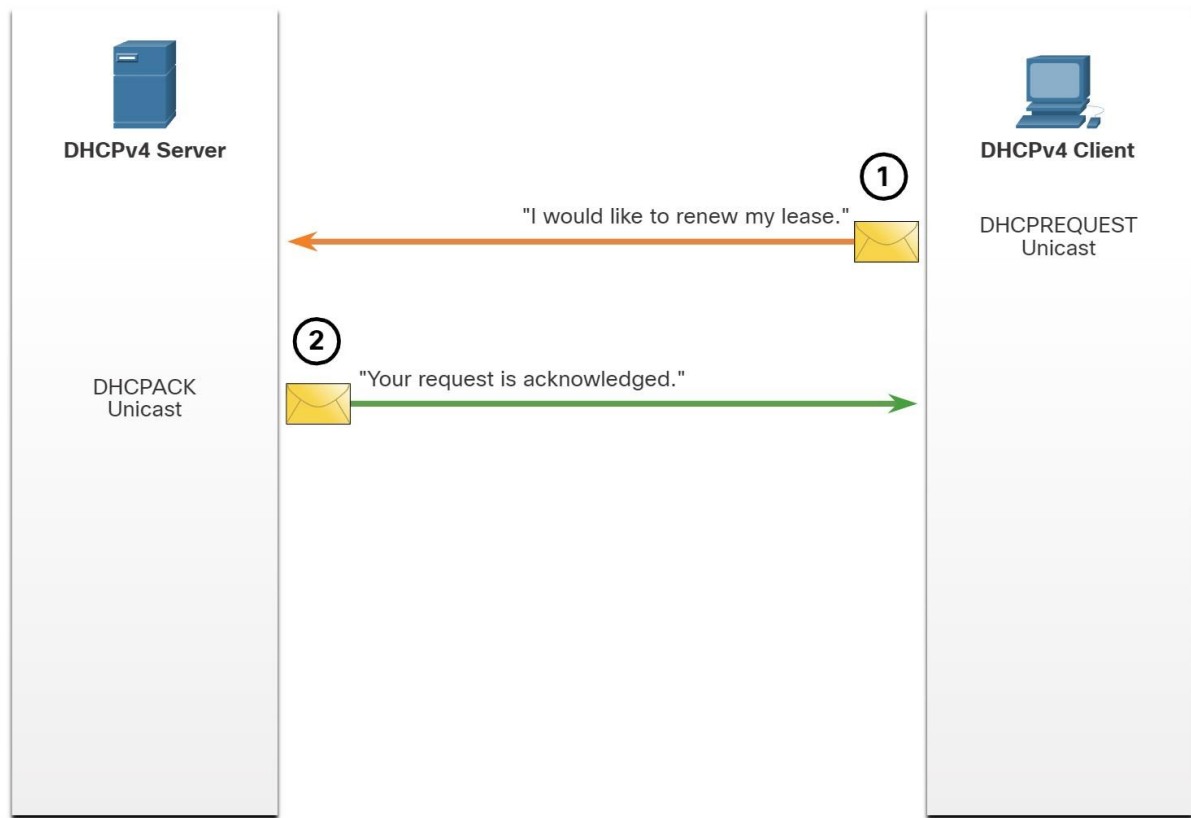 DHCPv4 Server
DHCPv4 Client
1
"I would like to renew my lease."
DHCPREQUEST
Unicast
2
"Your request is acknowledged."
DHCPACK
Unicast